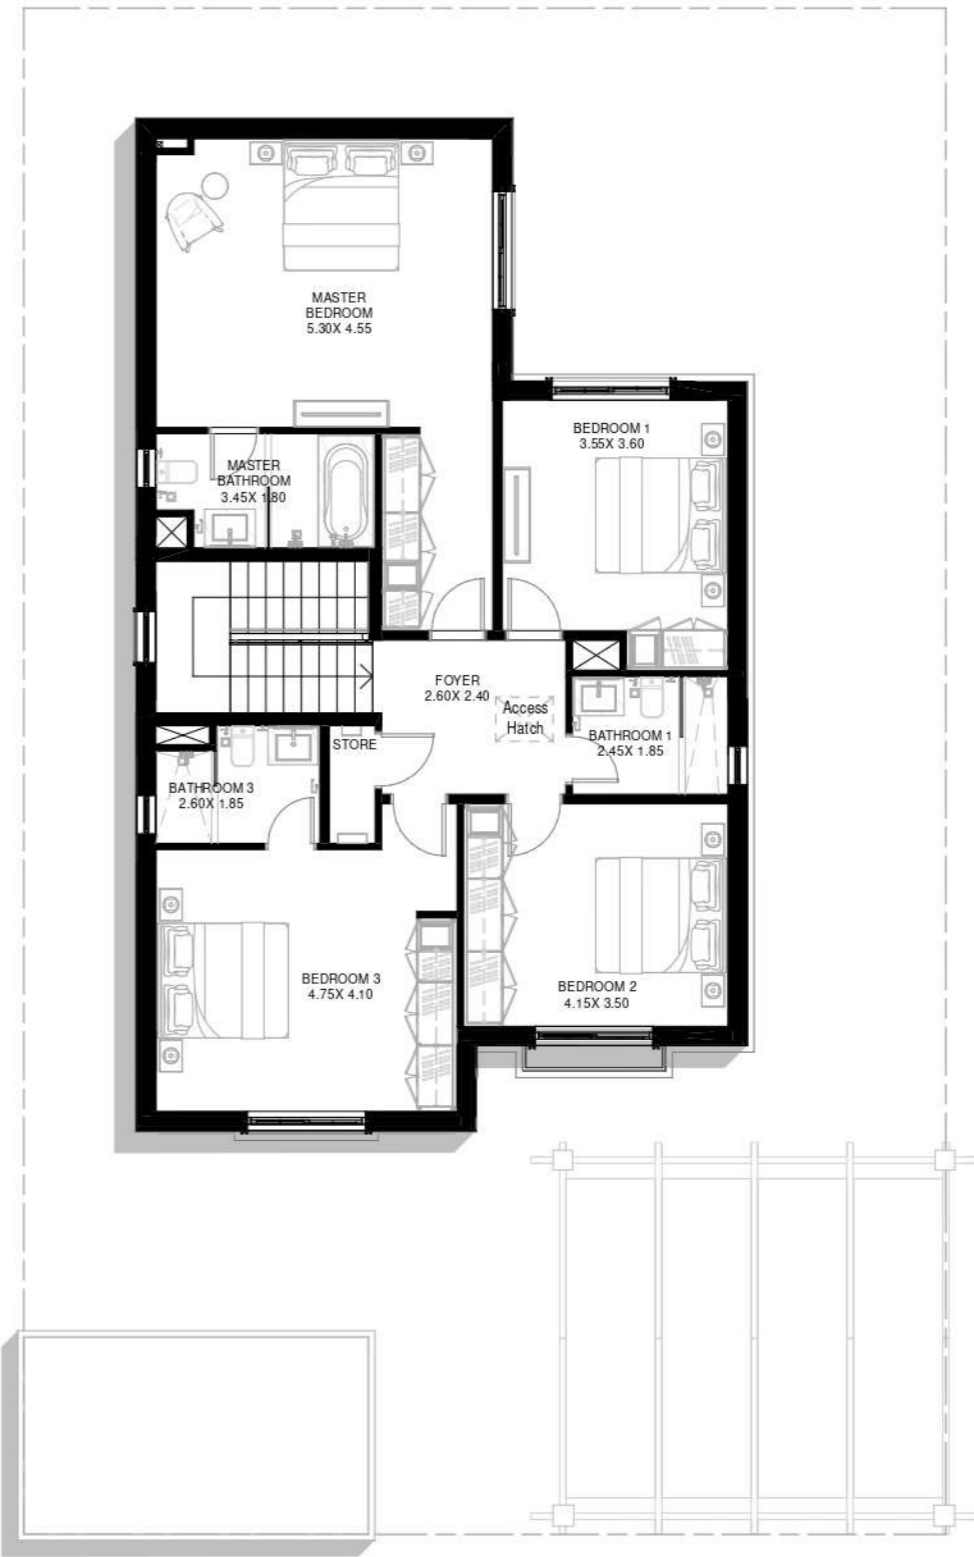 MASTER
BEDROOM
5.30X 4.55
BEDROOM 1
3.55X 3.60
MASTER
BATHROOM
3.45X 1.80
FOYER
2.60X 2.40
Access
Hatch
STORE
BATHROOM 1
2.45X 1.85
BATHROOM 3
2.60X 1.85
BEDROOM 3
4.75X 4.10
BEDROOM 2
4.15X 3.50